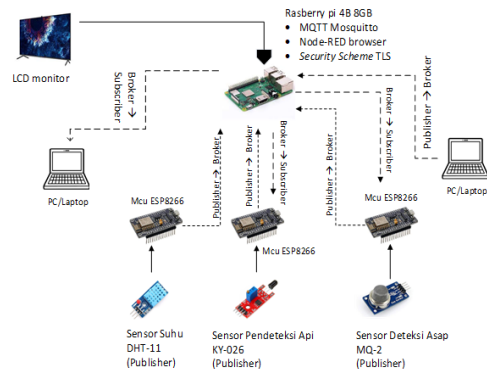 Rasberry pi 4B 8GB
• MQTT Mosquitto
• Node-RED browser
• Security Scheme TLS
LCD monitor
Broker → Subscriber
Publisher → Broker
PC/Laptop
PC/Laptop
Mcu ESP8266
Publisher → Broker
Publisher → Broker
Broker → Subscriber
Mcu ESP8266
Publisher → Broker
Broker → Subscriber
Mcu ESP8266
Sensor Suhu
DHT-11
(Publisher)
Sensor Pendeteksi Api
KY-026
(Publisher)
Sensor Deteksi Asap
MQ-2
(Publisher)